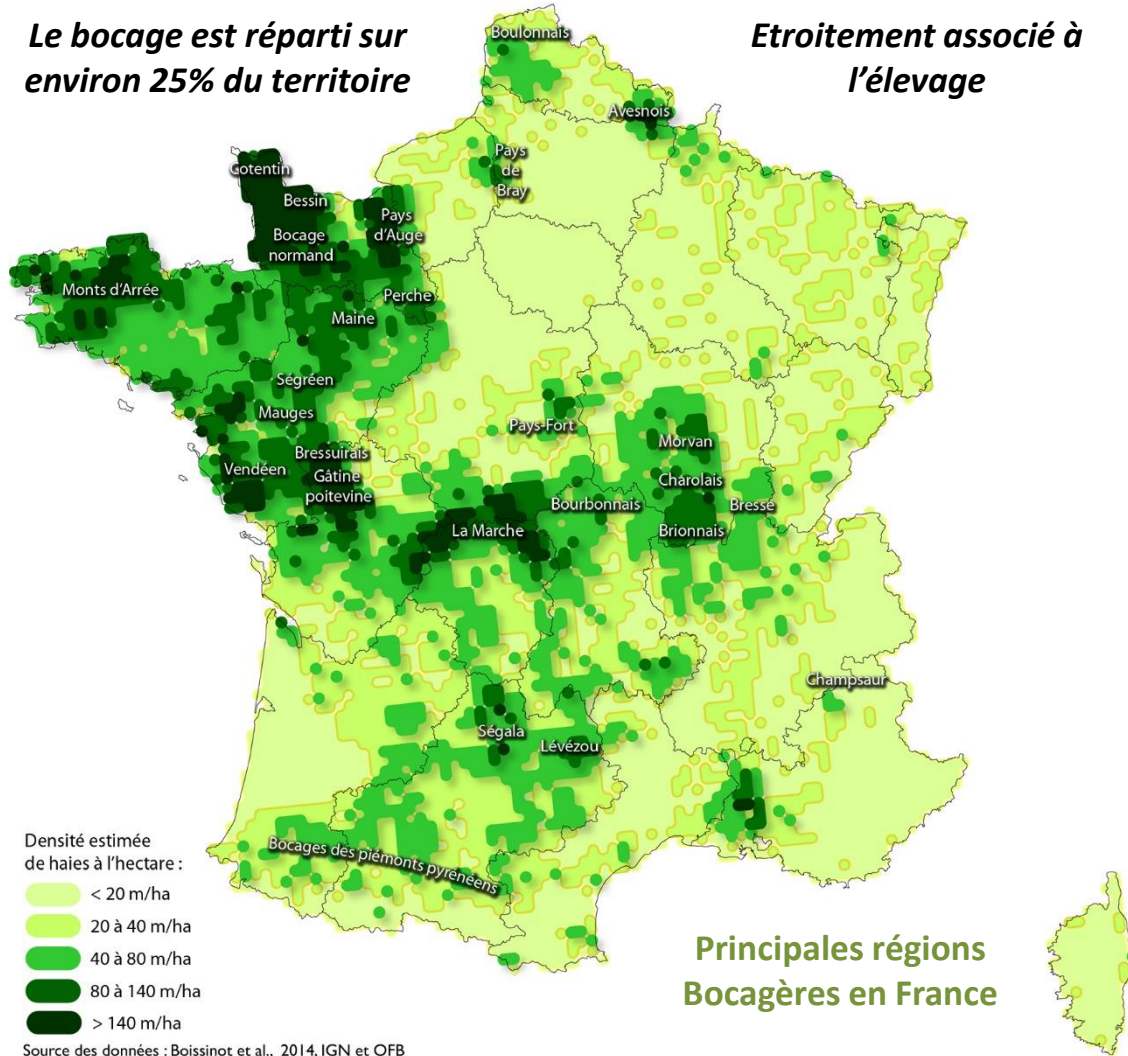 Le bocage est réparti sur
environ 25% du territoire
Etroitement associé à
l'élevage
Boulonnais
Avesnois
Pays
de
Bray
Cotentin
Bessin
Bocage
normand
Pays
d'Auge
Monts d'Arrée
Perche
Maine
Ségréen
Mauges
Pays-Fort
Morvan
Bressuirais
Vendéen
Gâtine
poitevine
Charolais
Bourbonnais
Bresse
La Marche
Brionnais
Champsaur
Ségala
Lévézou
Bocages des piémonts pyrénéens
Densité estimée
de haies à l'hectare :
< 20 m/ha
20 à 40 m/ha
40 à 80 m/ha
80 à 140 m/ha
> 140 m/ha
Principales régions
Bocagères en France
Source des données : Boissinot et al., 2014, IGN et OFB